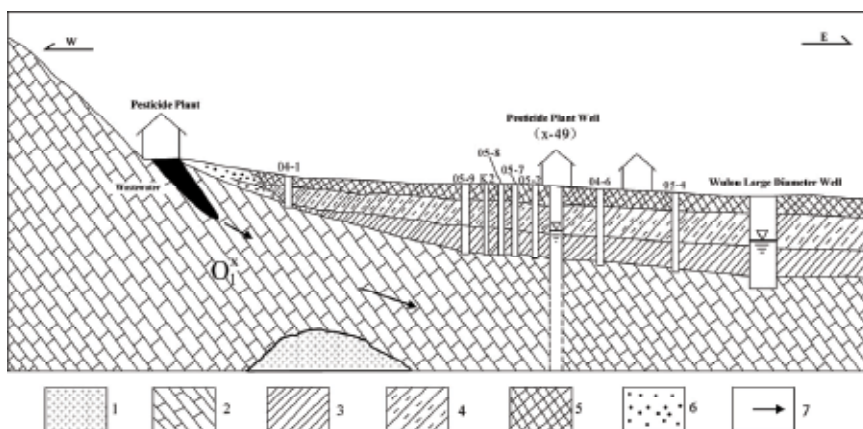 W
E
Pesticide Plant
Pesticide Plant Well
(x-49)
05-8
05-7
04-1
05-9
K2
05-2
04-6
05-4
Wulon Large Diameter Well
Wastewater
O₁ˣ
1
2
3
4
5
6
7